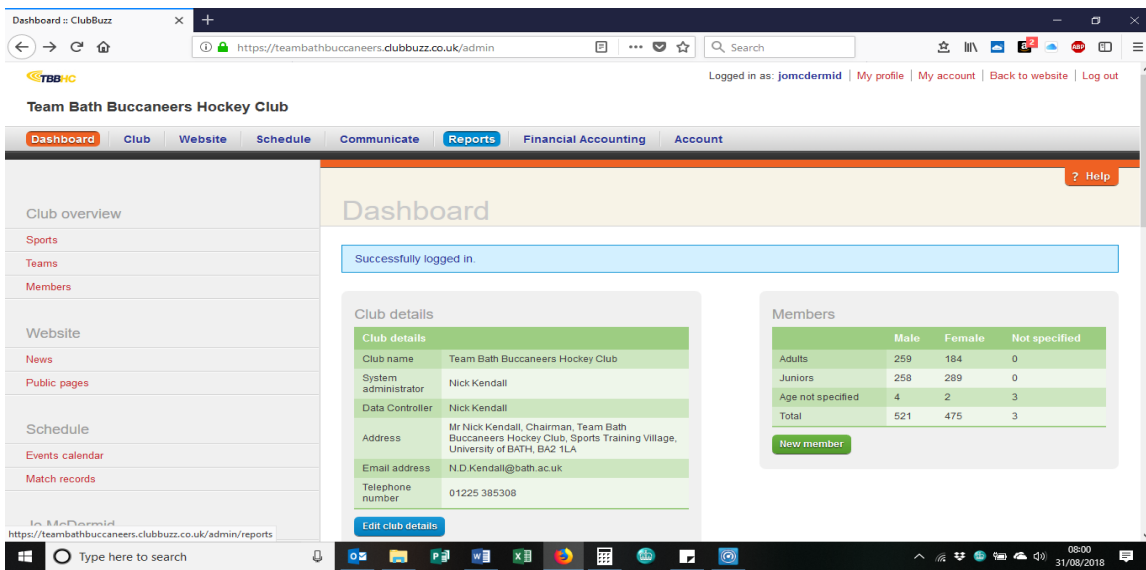 Dashboard :: ClubBuzz
https://teambathbuccaneers.clubbuzz.co.uk/admin
Search
ABP
2
TBBHC
Logged in as: jomcdermid | My profile | My account | Back to website | Log out
Team Bath Buccaneers Hockey Club
Dashboard Club Website Schedule Communicate Reports Financial Accounting Account
? Help
Dashboard
Successfully logged in.
Club overview
Sports
Teams
Members
Website
News
Public pages
Schedule
Events calendar
Match records
Jo McDermid
https://teambathbuccaneers.clubbuzz.co.uk/admin/reports
Club details
Club details
Club name Team Bath Buccaneers Hockey Club
System administrator Nick Kendall
Data Controller Nick Kendall
Address Mr Nick Kendall, Chairman, Team Bath
Buccaneers Hockey Club, Sports Training Village,
University of BATH, BA2 1LA
Email address N.D.Kendall@bath.ac.uk
Telephone number 01225 385308
Edit club details
Members
Male Female Not specified
Adults 259 184 0
Juniors 258 289 0
Age not specified 4 2 3
Total 521 475 3
New member
Type here to search
08:00
31/08/2018